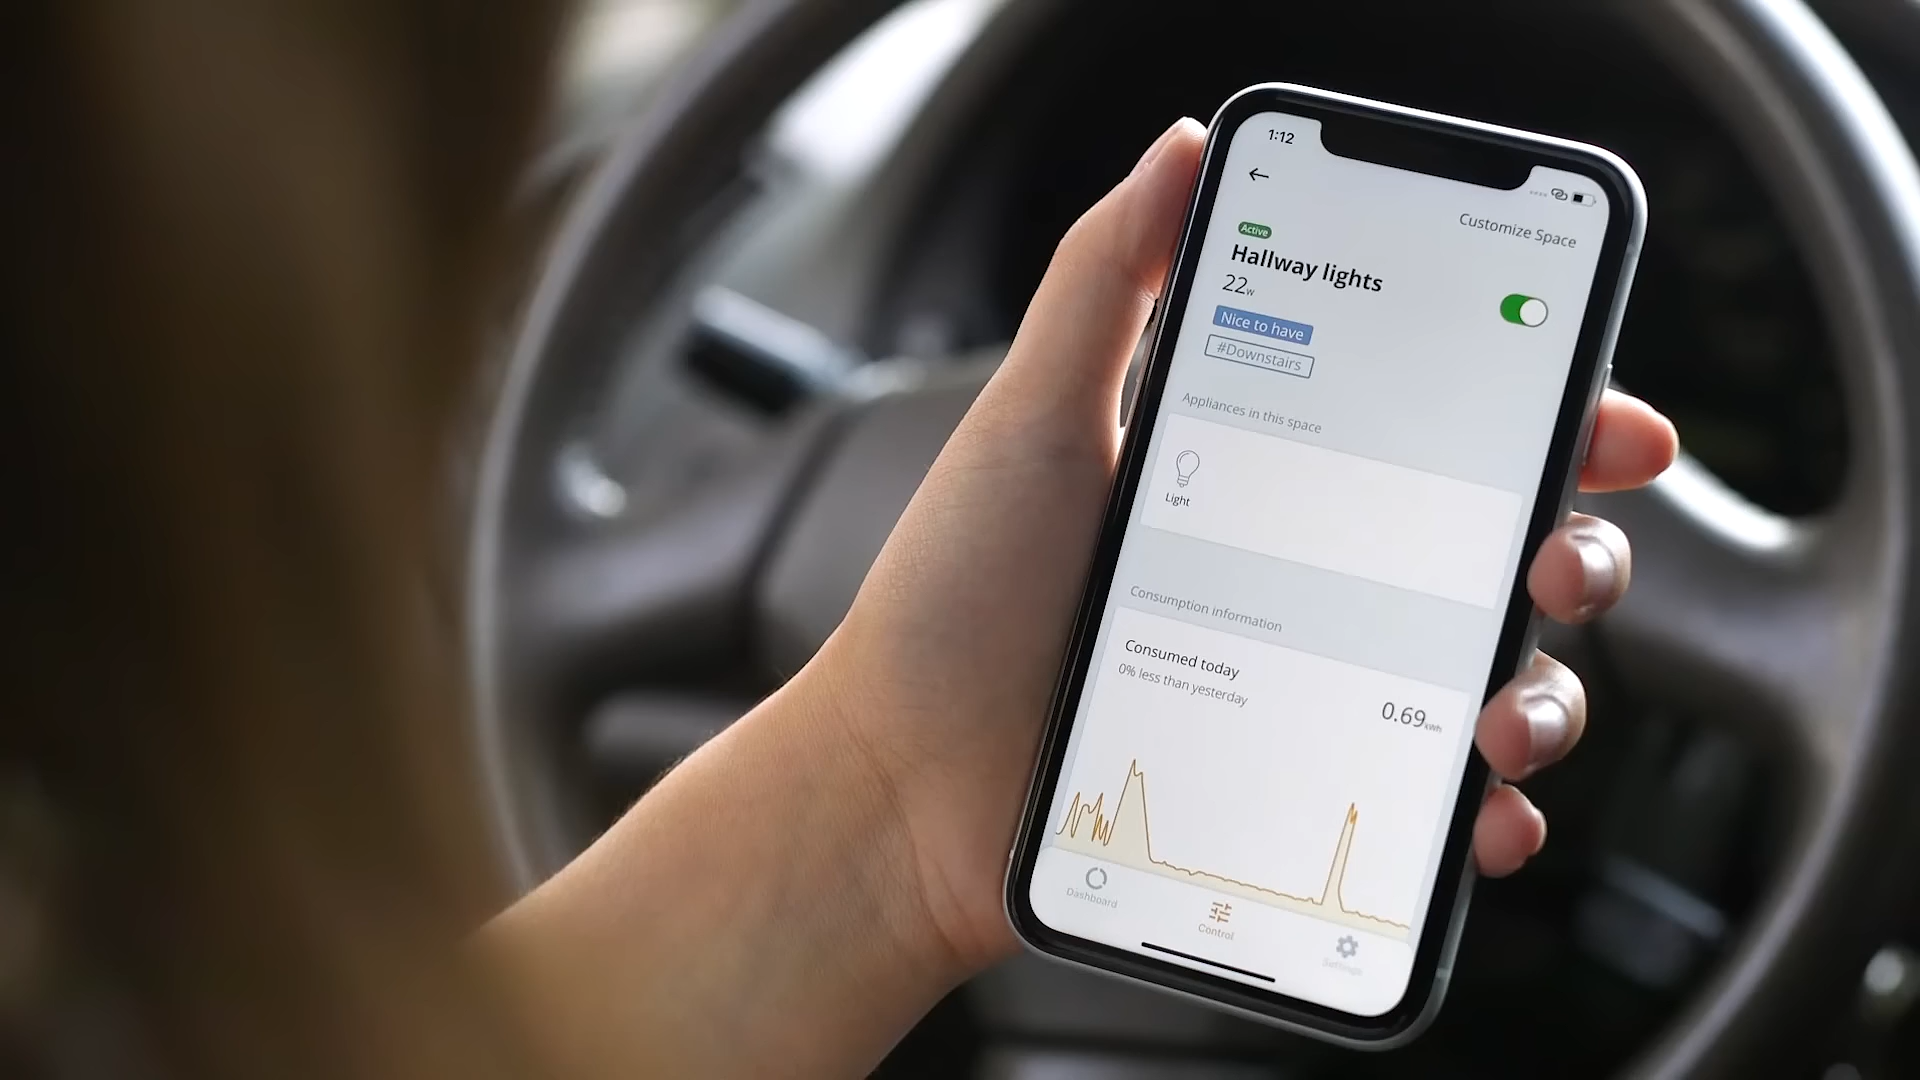 1:12
Customize Space
Active
Hallway lights
22w
Nice to have
#Downstairs
Appliances in this space
Light
Consumption information
Consumed today
0% less than yesterday
0.69kWh
Dashboard
Control
Settings